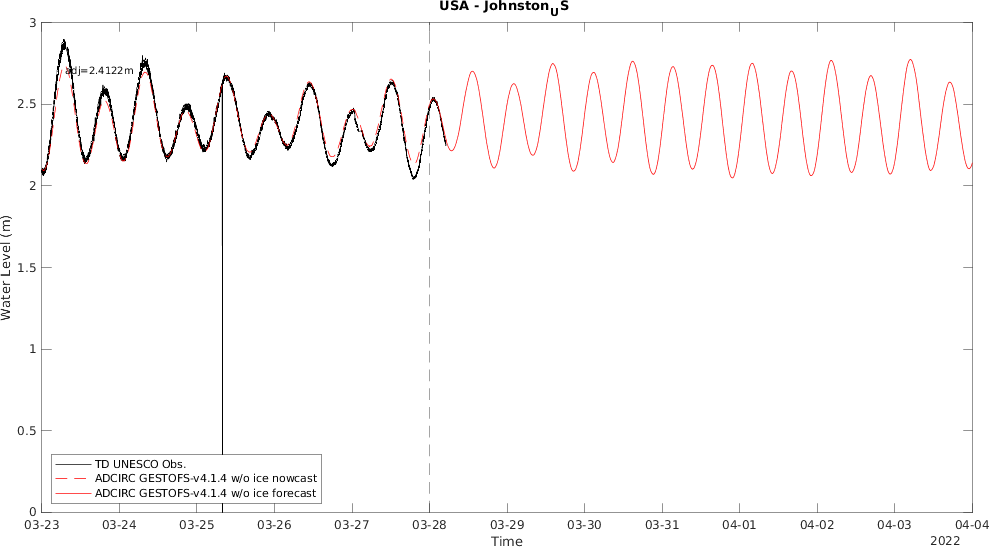 USA - Johnston_US
adj=2.4122m
Water Level (m)
3
2.5
2
1.5
1
0.5
0
TD UNESCO Obs.
ADCIRC GESTOFS-v4.1.4 w/o ice nowcast
ADCIRC GESTOFS-v4.1.4 w/o ice forecast
03-23 03-24 03-25 03-26 03-27 03-28 03-29 03-30 03-31 04-01 04-02 04-03 04-04
Time
2022